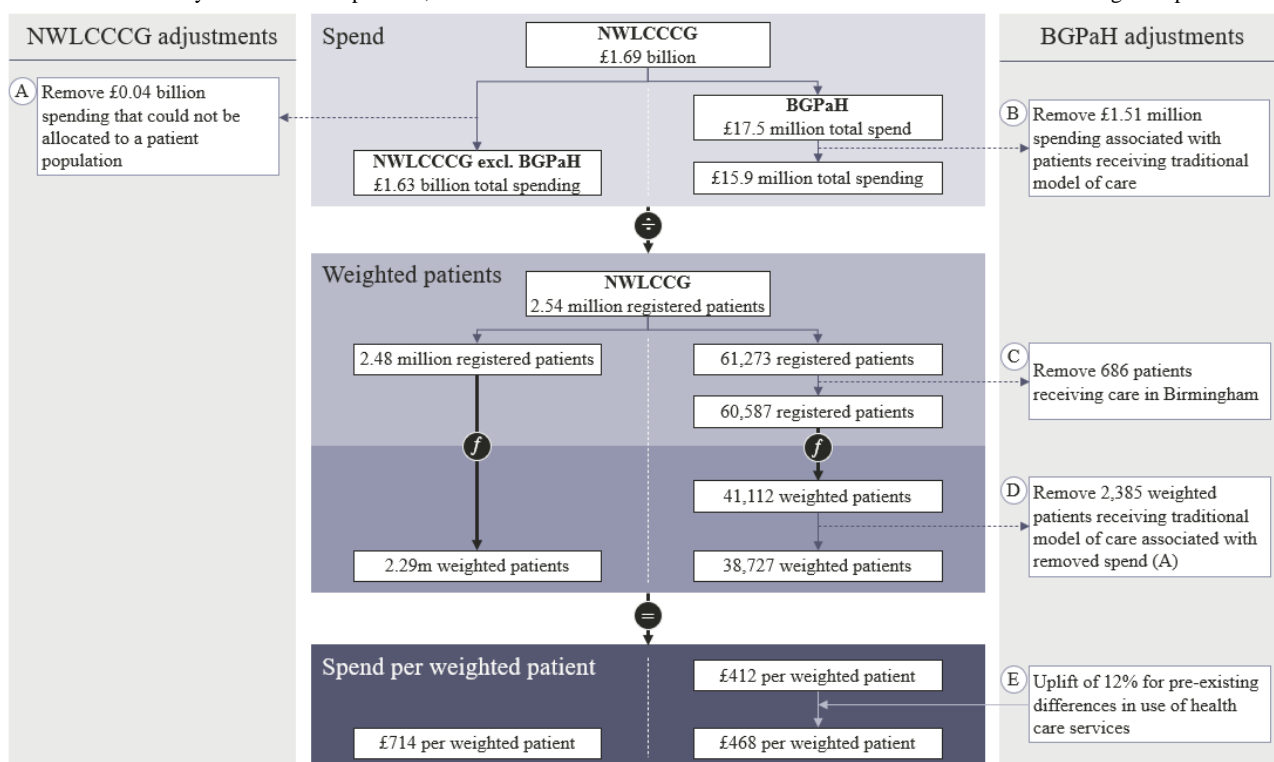 NWLCCCG adjustments
A
Remove £0.04 billion
spending that could not be
allocated to a patient
population
Spend
NWLCCCG
£1.69 billion
BGPaH
£17.5 million total spend
NWLCCCG excl. BGPaH
£1.63 billion total spending
£15.9 million total spending
BGPaH adjustments
B
Remove £1.51 million
spending associated with
patients receiving traditional
model of care
÷
Weighted patients
NWLCCG
2.54 million registered patients
2.48 million registered patients
61,273 registered patients
60,587 registered patients
C
Remove 686 patients
receiving care in Birmingham
f
f
41,112 weighted patients
2.29m weighted patients
38,727 weighted patients
D
Remove 2,385 weighted
patients receiving traditional
model of care associated with
removed spend (A)
=
Spend per weighted patient
£412 per weighted patient
£714 per weighted patient
£468 per weighted patient
E
Uplift of 12% for pre-existing
differences in use of health
care services